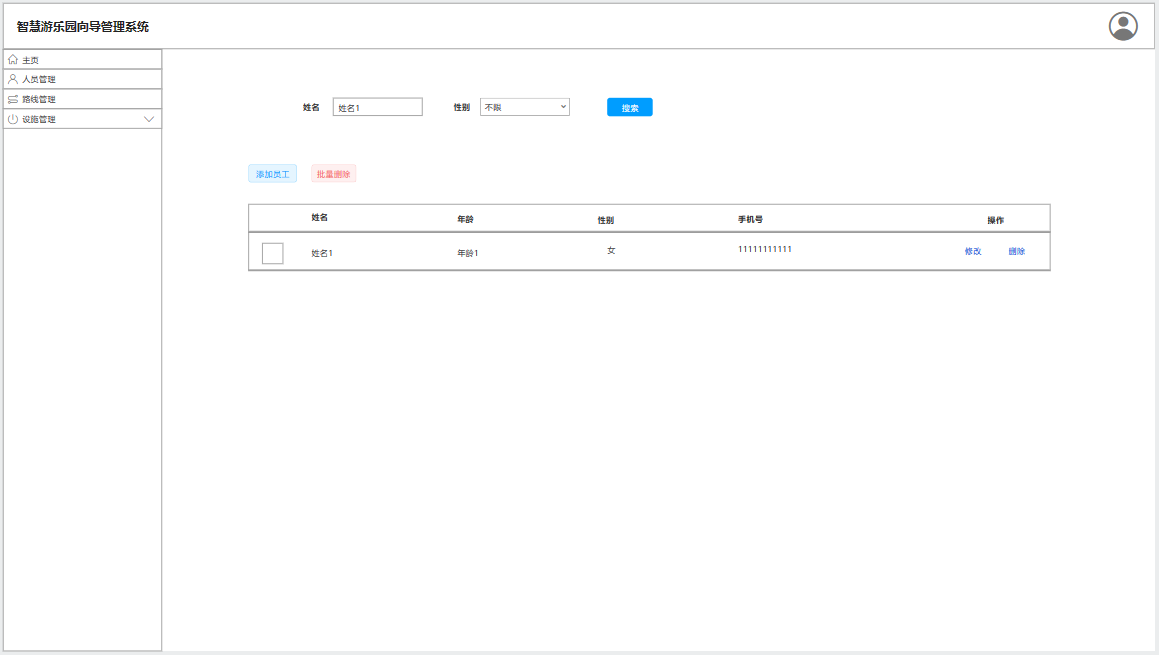 智慧游乐园向导管理系统
主页
人员管理
路线管理
设施管理
姓名 姓名1 性别 不限 搜索
添加员工 批量删除
姓名 年龄 性别 手机号 操作
姓名1 年龄1 女 11111111111 修改 删除